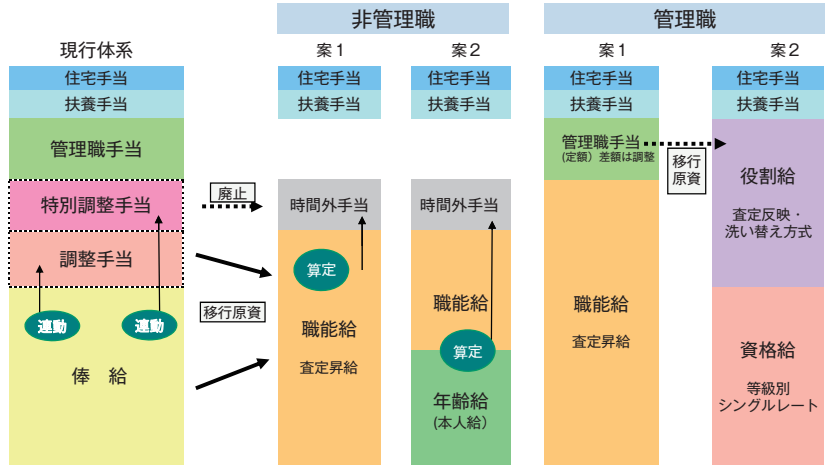 非管理職
管理職
現行体系
案1
案2
案1
案2
住宅手当
扶養手当
管理職手当
特別調整手当
調整手当
連動
連動
俸　給
廃止
移行原資
住宅手当
扶養手当
時間外手当
算定
職能給
査定昇給
住宅手当
扶養手当
時間外手当
職能給
算定
年齢給
(本人給)
住宅手当
扶養手当
管理職手当
(定額) 差額は調整
職能給
査定昇給
移行
原資
住宅手当
扶養手当
役割給
査定反映・
洗い替え方式
資格給
等級別
シングルレート